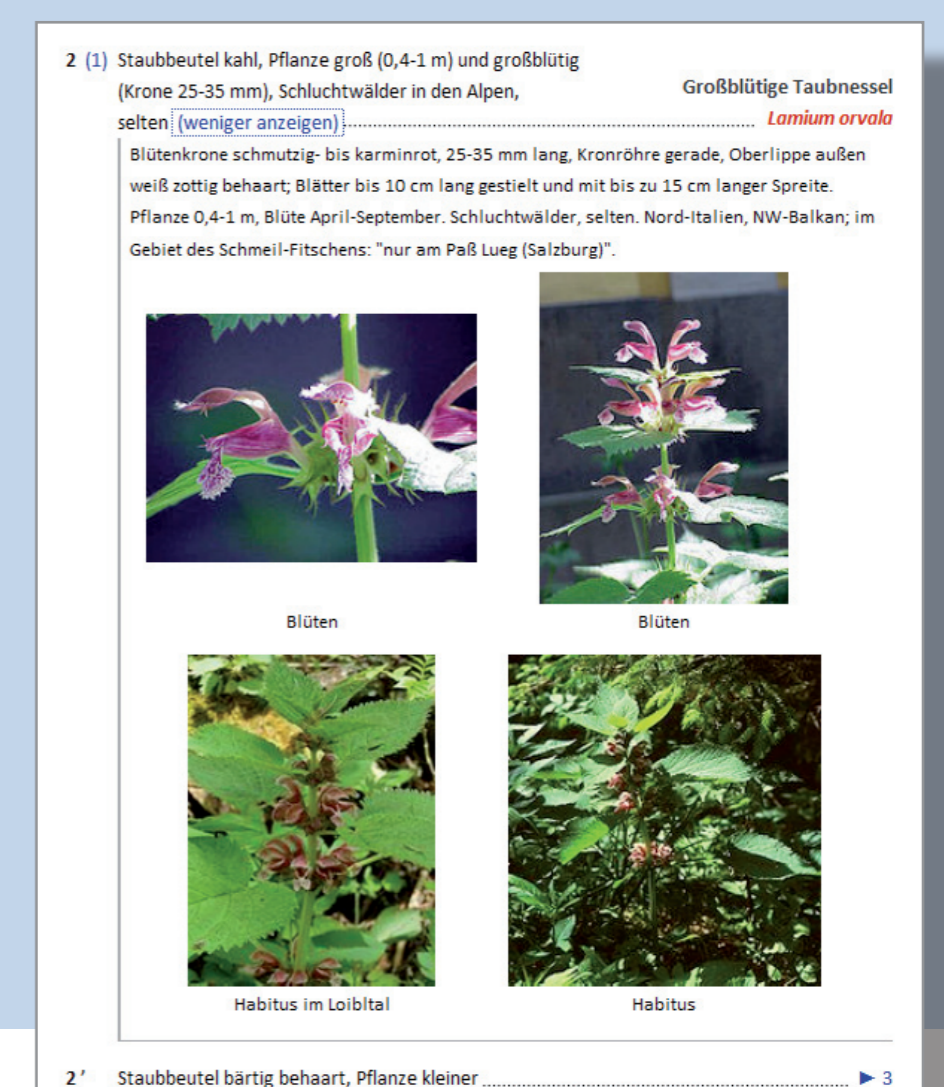 2 (1) Staubbeutel kahl, Pflanze groß (0,4-1 m) und großblütig
(Krone 25-35 mm), Schluchtwälder in den Alpen,
Großblütige Taubnessel
selten (weniger anzeigen) Lamium orvala
Blütenkrone schmutzig- bis karminrot, 25-35 mm lang, Kronröhre gerade, Oberlippe außen
weiß zottig behaart; Blätter bis 10 cm lang gestielt und mit bis zu 15 cm langer Spreite.
Pflanze 0,4-1 m, Blüte April-September. Schluchtwälder, selten. Nord-Italien, NW-Balkan; im
Gebiet des Schmeil-Fitschens: "nur am Paß Lueg (Salzburg)".
Blüten
Blüten
Habitus im Loibltal
Habitus
2' Staubbeutel bärtig behaart, Pflanze kleiner ► 3